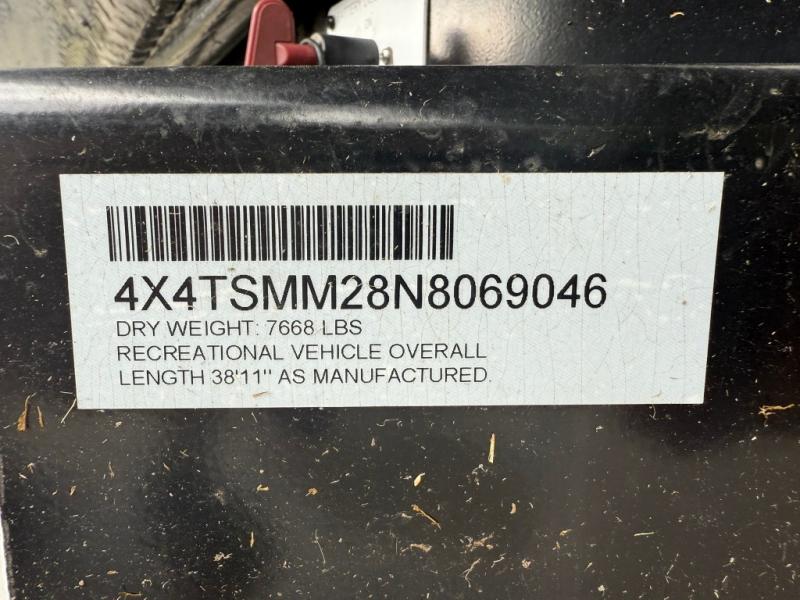 4X4TSMM28N8069046
DRY WEIGHT: 7668 LBS
RECREATIONAL VEHICLE OVERALL
LENGTH 38'11" AS MANUFACTURED.